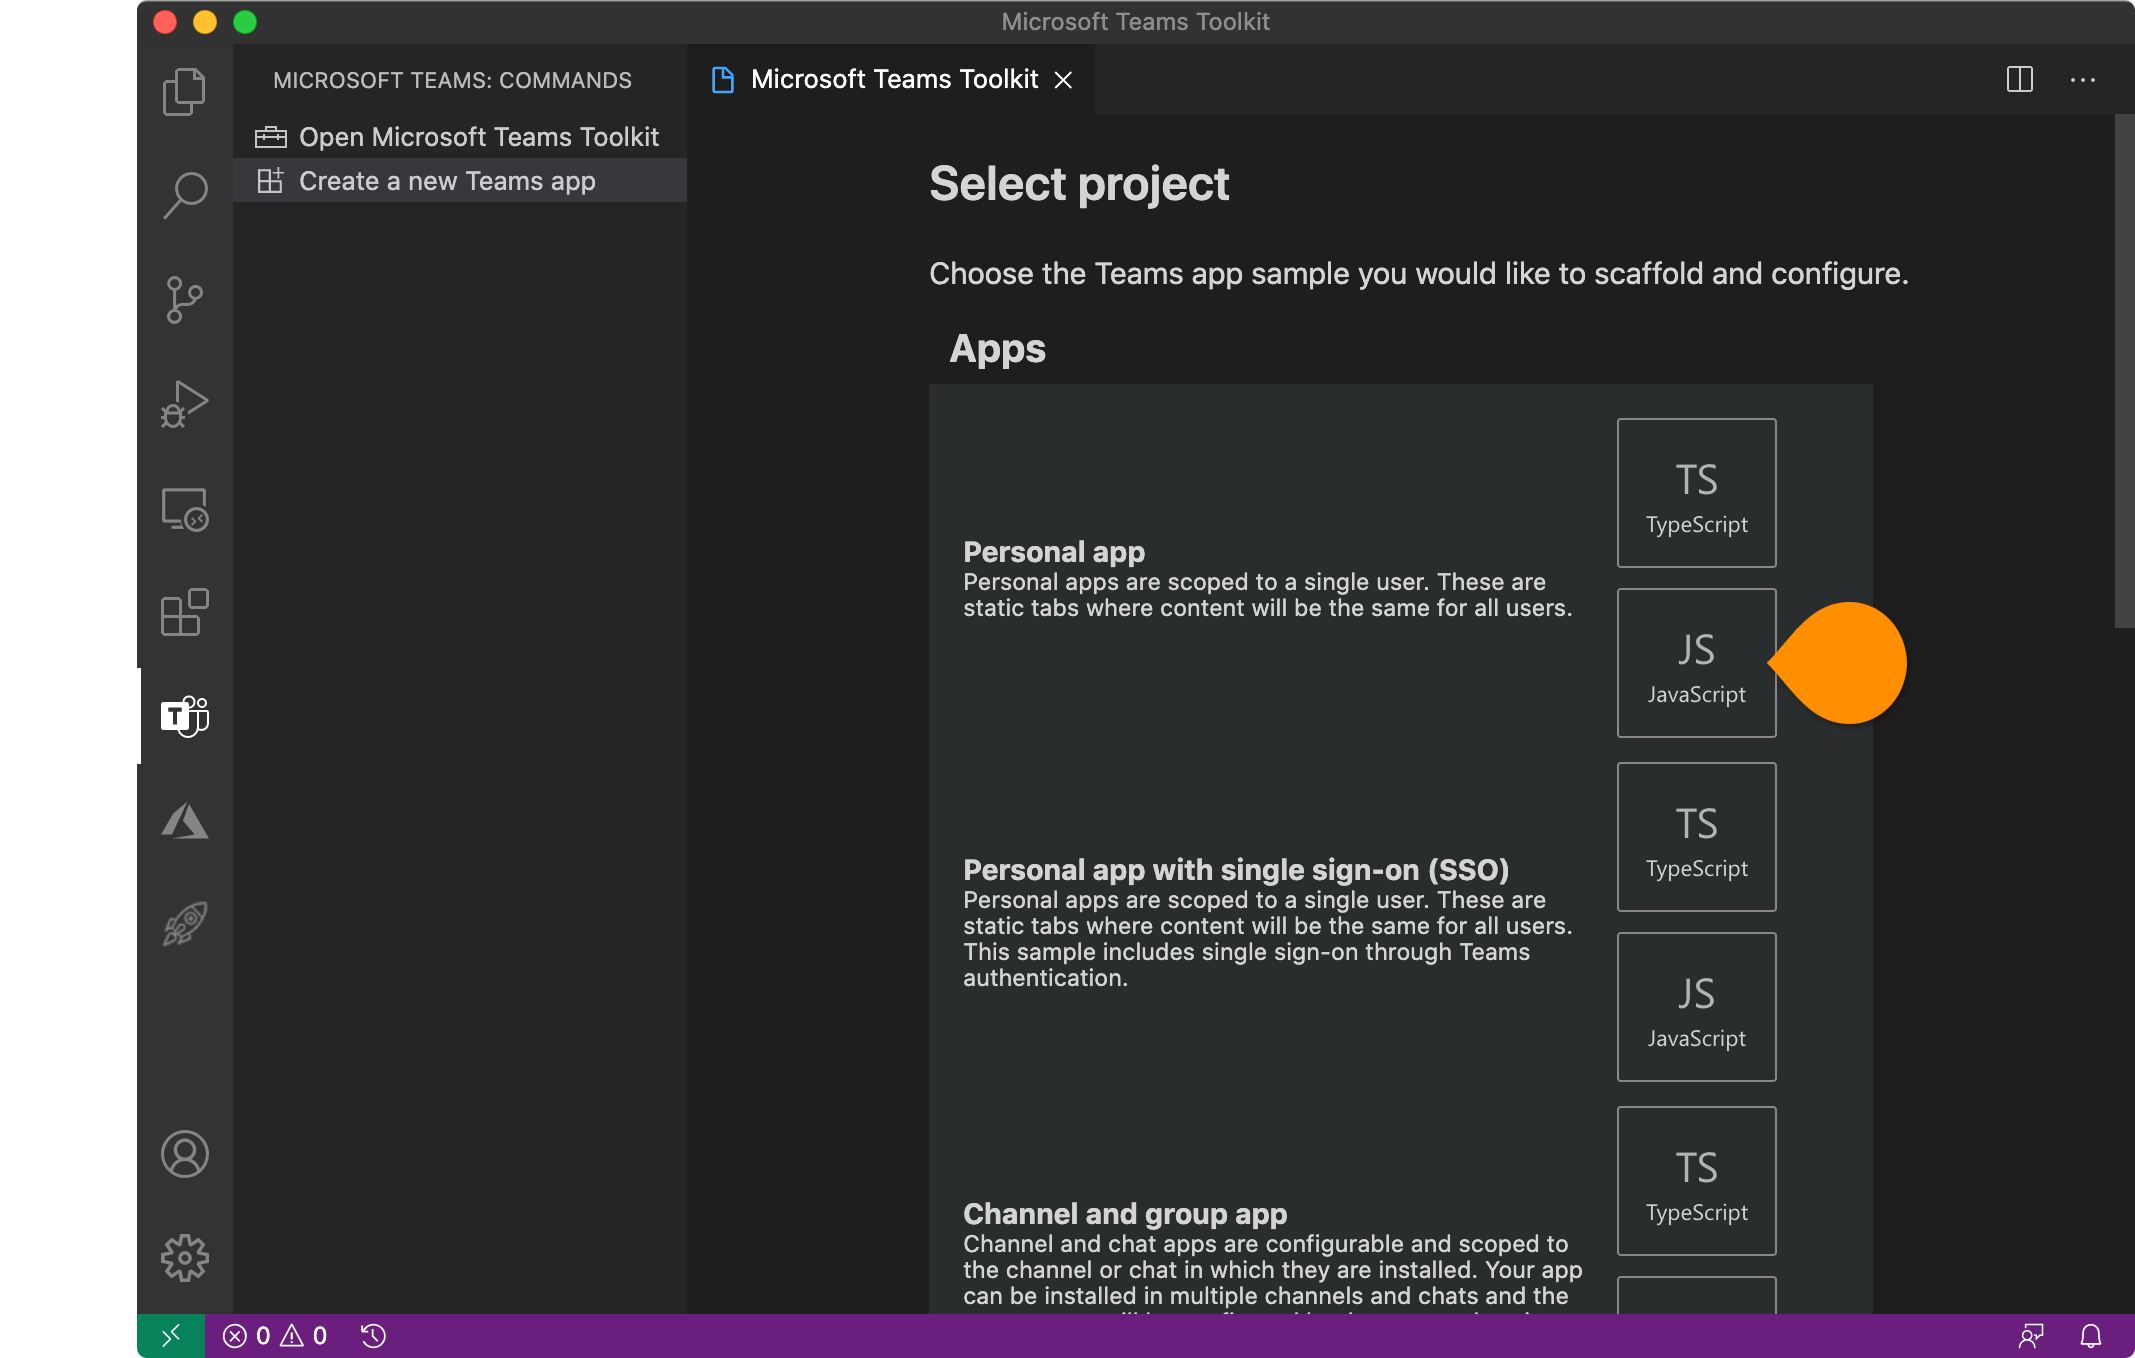 Microsoft Teams Toolkit
MICROSOFT TEAMS: COMMANDS
Open Microsoft Teams Toolkit
Create a new Teams app
Microsoft Teams Toolkit
Select project
Choose the Teams app sample you would like to scaffold and configure.
Apps
TS
TypeScript
Personal app
Personal apps are scoped to a single user. These are
static tabs where content will be the same for all users.
JS
JavaScript
TS
TypeScript
Personal app with single sign-on (SSO)
Personal apps are scoped to a single user. These are
static tabs where content will be the same for all users.
This sample includes single sign-on through Teams
authentication.
JS
JavaScript
TS
TypeScript
Channel and group app
Channel and chat apps are configurable and scoped to
the channel or chat in which they are installed. Your app
can be installed in multiple channels and chats and the
T
0 0